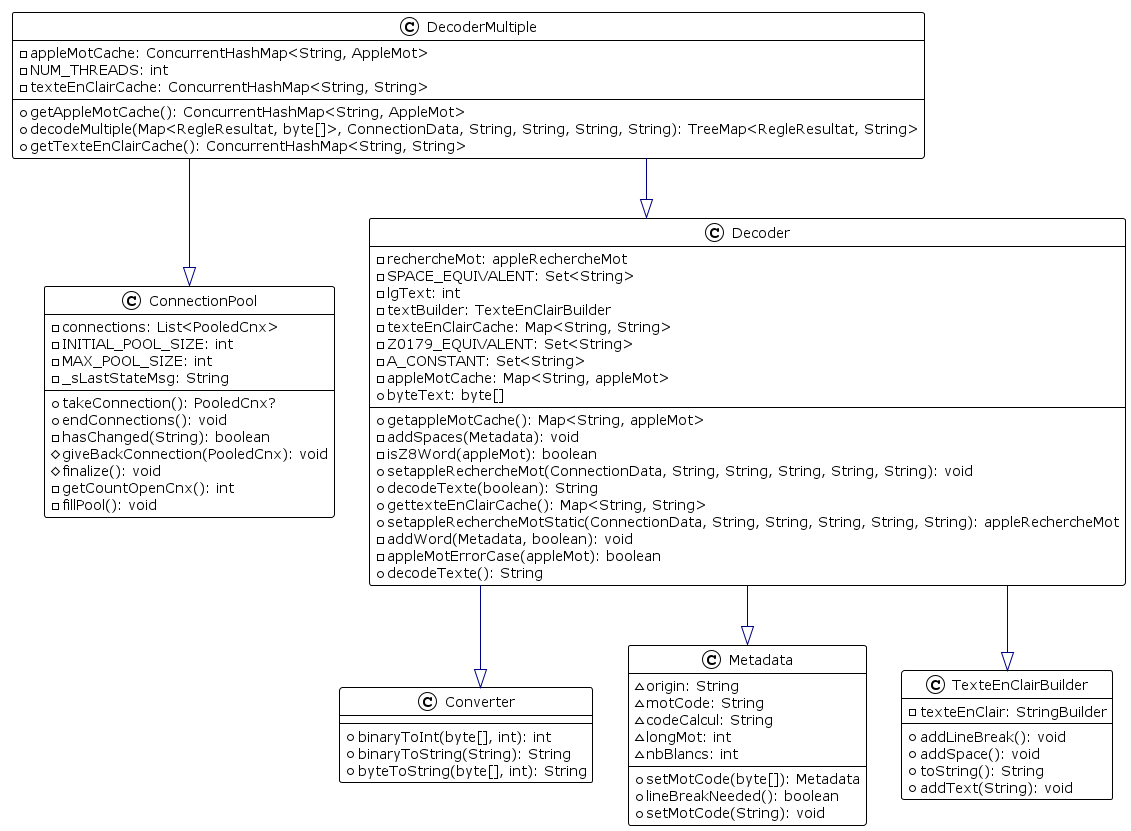 C DecoderMultiple
appleMotCache: ConcurrentHashMap<String, AppleMot>
NUM_THREADS: int
texteEnClairCache: ConcurrentHashMap<String, String>
getAppleMotCache(): ConcurrentHashMap<String, AppleMot>
decodeMultiple(Map<RegleResultat, byte[]>, ConnectionData, String, String, String, String): TreeMap<RegleResultat, String>
getTexteEnClairCache(): ConcurrentHashMap<String, String>
C ConnectionPool
connections: List<PooledCnx>
INITIAL_POOL_SIZE: int
MAX_POOL_SIZE: int
_sLastStateMsg: String
takeConnection(): PooledCnx?
endConnections(): void
hasChanged(String): boolean
giveBackConnection(PooledCnx): void
finalize(): void
getCountOpenCnx(): int
fillPool(): void
C Decoder
rechercheMot: appleRechercheMot
SPACE_EQUIVALENT: Set<String>
lgText: int
textBuilder: TexteEnClairBuilder
texteEnClairCache: Map<String, String>
Z0179_EQUIVALENT: Set<String>
A_CONSTANT: Set<String>
appleMotCache: Map<String, appleMot>
byteText: byte[]
getappleMotCache(): Map<String, appleMot>
addSpaces(Metadata): void
isZ8Word(appleMot): boolean
setappleRechercheMot(ConnectionData, String, String, String, String, String): void
decodeTexte(boolean): String
gettexteEnClairCache(): Map<String, String>
setappleRechercheMotStatic(ConnectionData, String, String, String, String, String): appleRechercheMot
addWord(Metadata, boolean): void
appleMotErrorCase(appleMot): boolean
decodeTexte(): String
C Converter
binaryToInt(byte[], int): int
binaryToString(String): String
byteToString(byte[], int): String
C Metadata
origin: String
motCode: String
codeCalcul: String
longMot: int
nbBlancs: int
setMotCode(byte[]): Metadata
lineBreakNeeded(): boolean
setMotCode(String): void
C TexteEnClairBuilder
texteEnClair: StringBuilder
addLineBreak(): void
addSpace(): void
toString(): String
addText(String): void